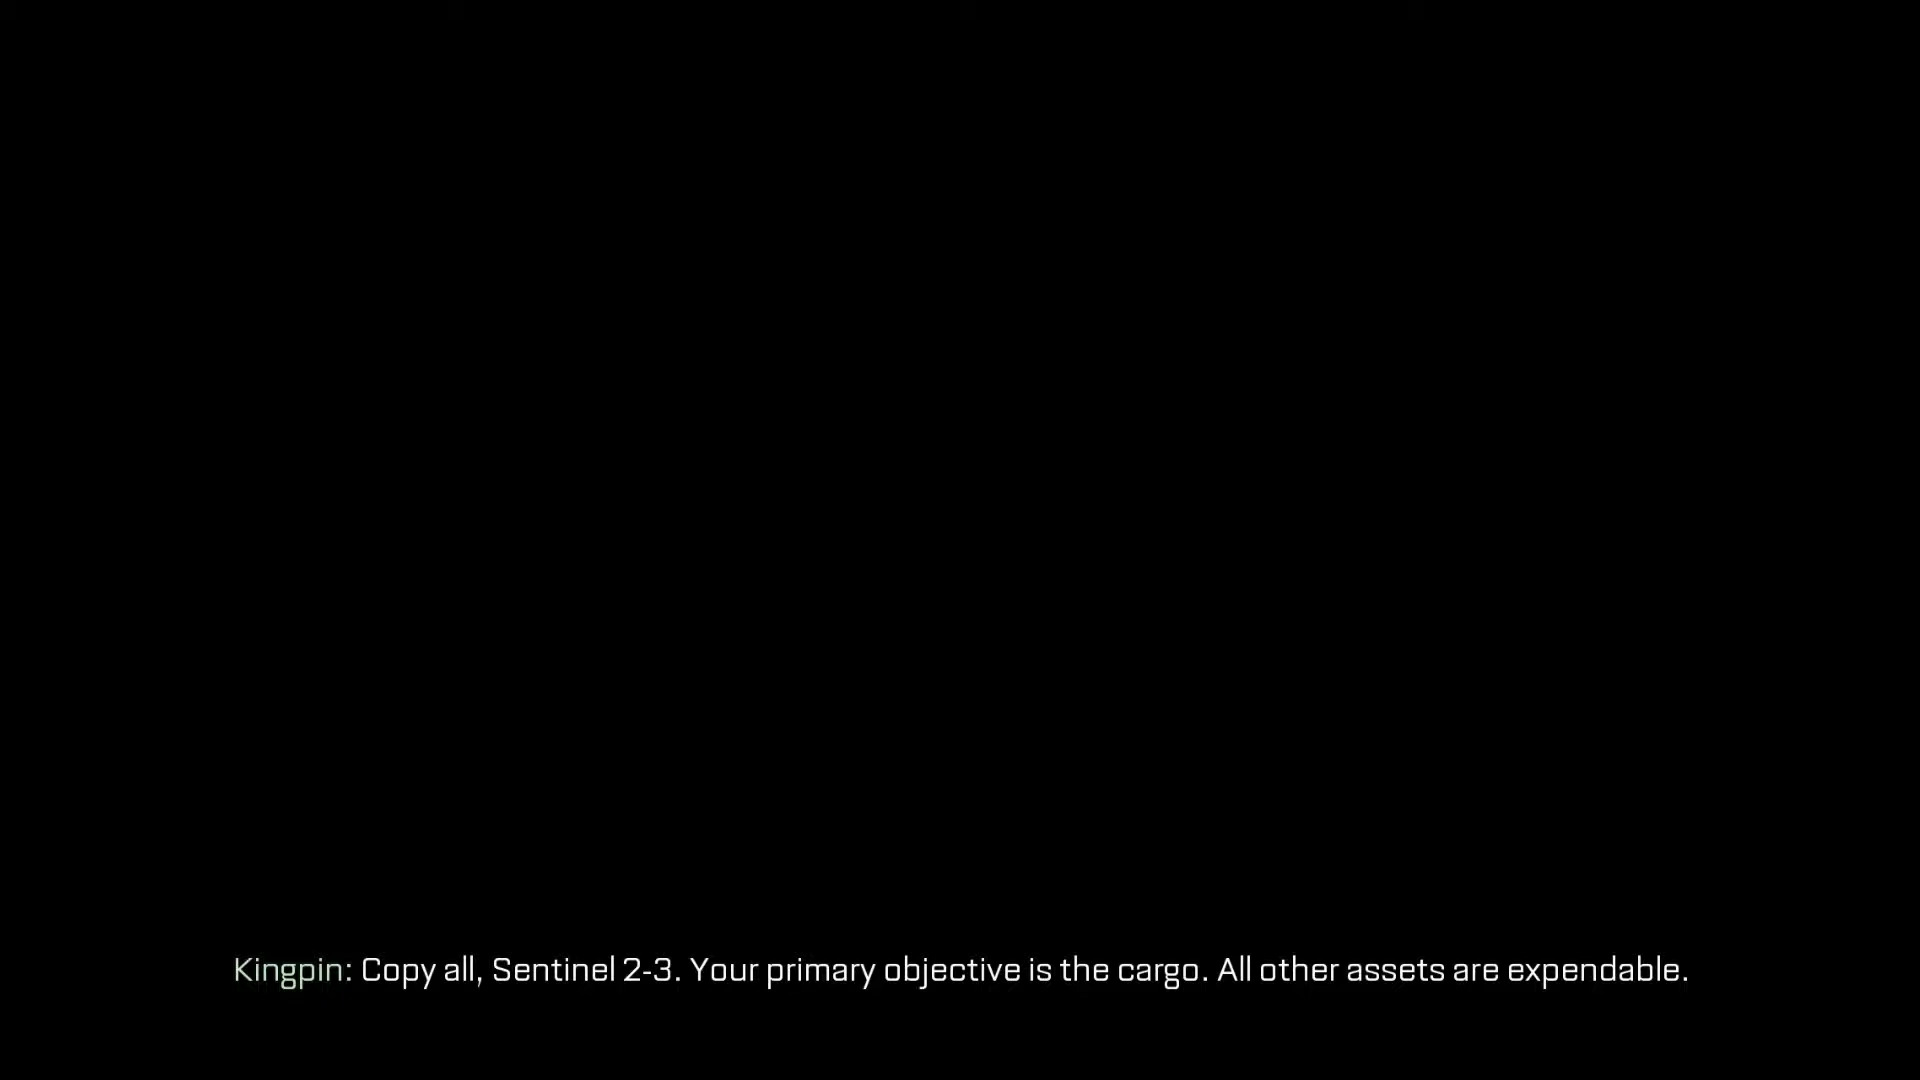 Kingpin: Copy all, Sentinel 2-3. Your primary objective is the cargo. All other assets are expendable.